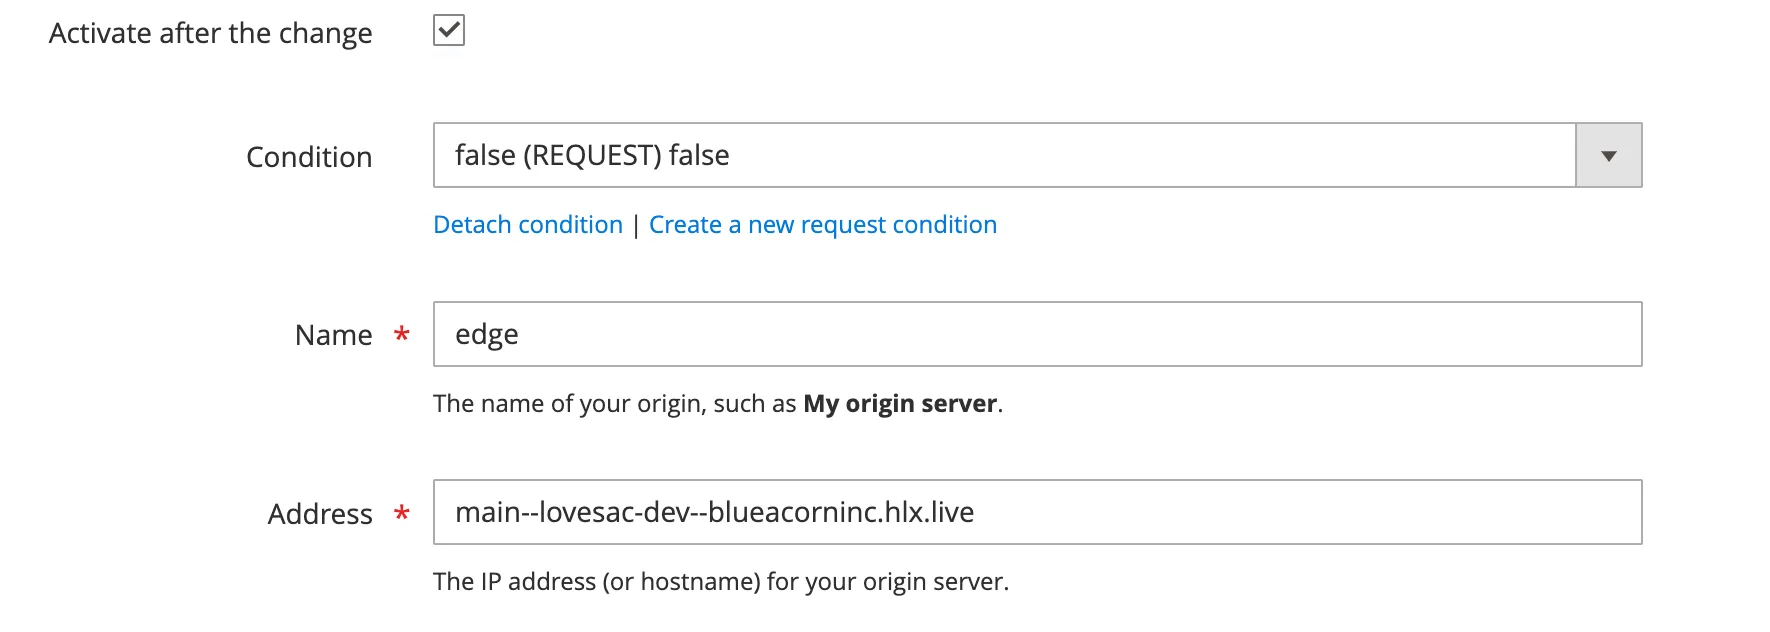 Activate after the change
Condition
false (REQUEST) false
Detach condition | Create a new request condition
Name *
edge
The name of your origin, such as My origin server.
Address *
main--lovesac-dev--blueacorninc.hlx.live
The IP address (or hostname) for your origin server.